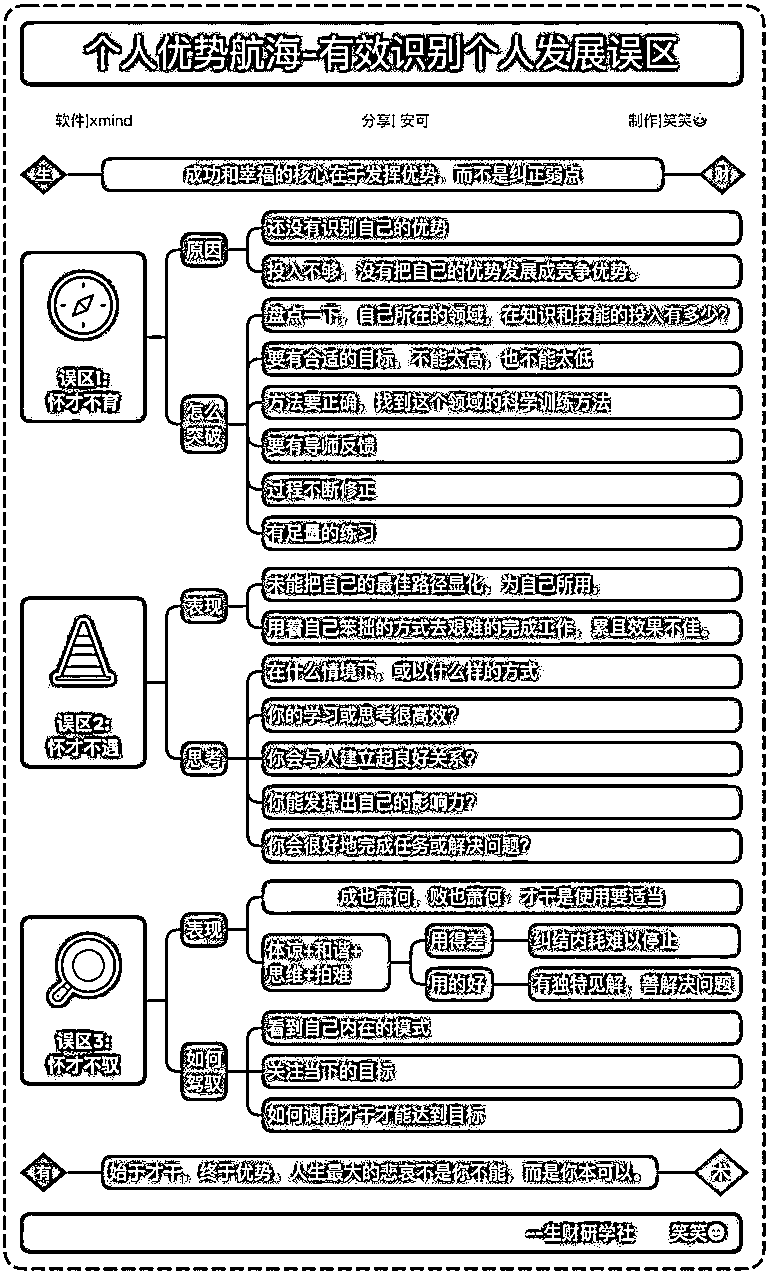 个人优势航海-有效识别个人发展误区
软件|xmind
分享| 安可
制作|笑笑
生
成功和幸福的核心在于发挥优势，而不是纠正弱点
财
误区1：
怀才不育
原因
还没有识别自己的优势
投入不够，没有把自己的优势发展成竞争优势。
怎么
突破
盘点一下，自己所在的领域，在知识和技能的投入有多少？
要有合适的目标，不能太高，也不能太低
方法要正确，找到这个领域的科学训练方法
要有导师反馈
过程不断修正
有足量的练习
误区2：
怀才不遇
表现
未能把自己的最佳路径显化，为自己所用。
用着自己笨拙的方式去艰难的完成工作，累且效果不佳。
思考
在什么情境下，或以什么样的方式
你的学习或思考很高效？
你会与人建立起良好关系？
你能发挥出自己的影响力？
你会很好地完成任务或解决问题？
误区3：
怀才不驭
表现
成也萧何，败也萧何；才干是使用要适当
体谅+和谐+
思维+排难
用得差
纠结内耗难以停止
用的好
有独特见解，善解决问题
如何
驾驭
看到自己内在的模式
关注当下的目标
如何调用才干才能达到目标
有
始于才干，终于优势，人生最大的悲哀不是你不能，而是你本可以。
术
—生财研学社 笑笑